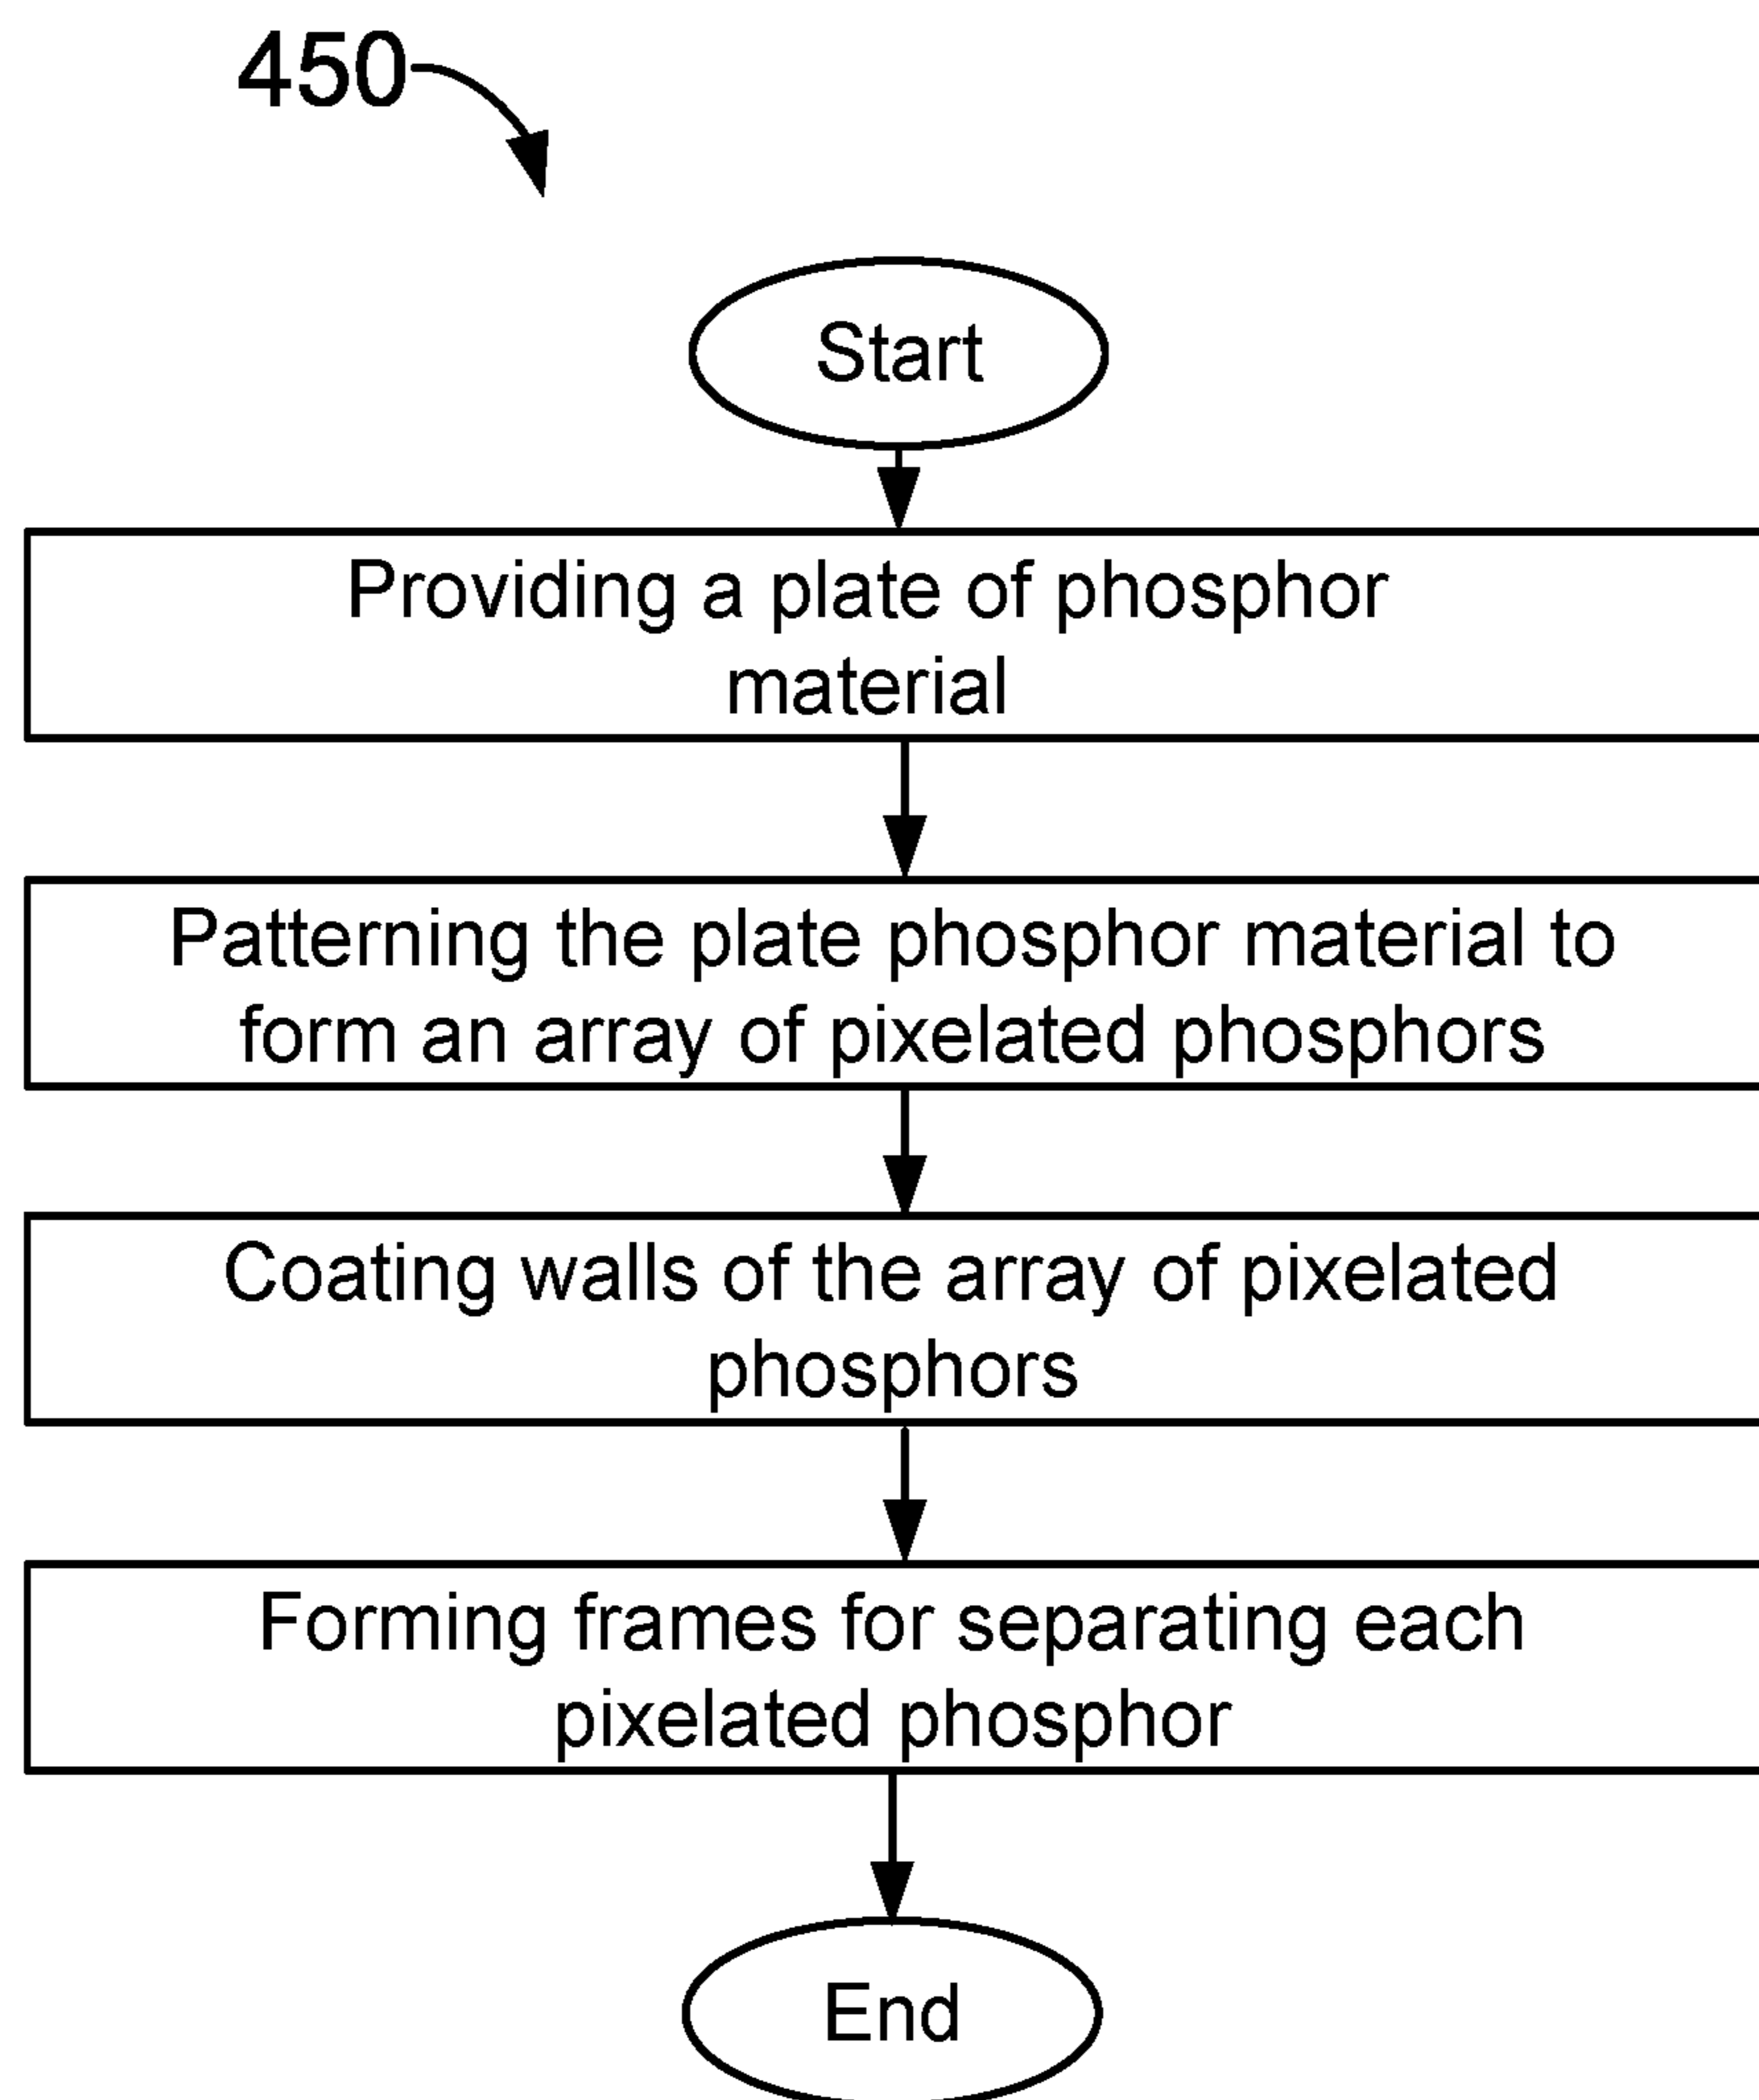 450
Start
Providing a plate of phosphor
material
Patterning the plate phosphor material to
form an array of pixelated phosphors
Coating walls of the array of pixelated
phosphors
Forming frames for separating each
pixelated phosphor
End